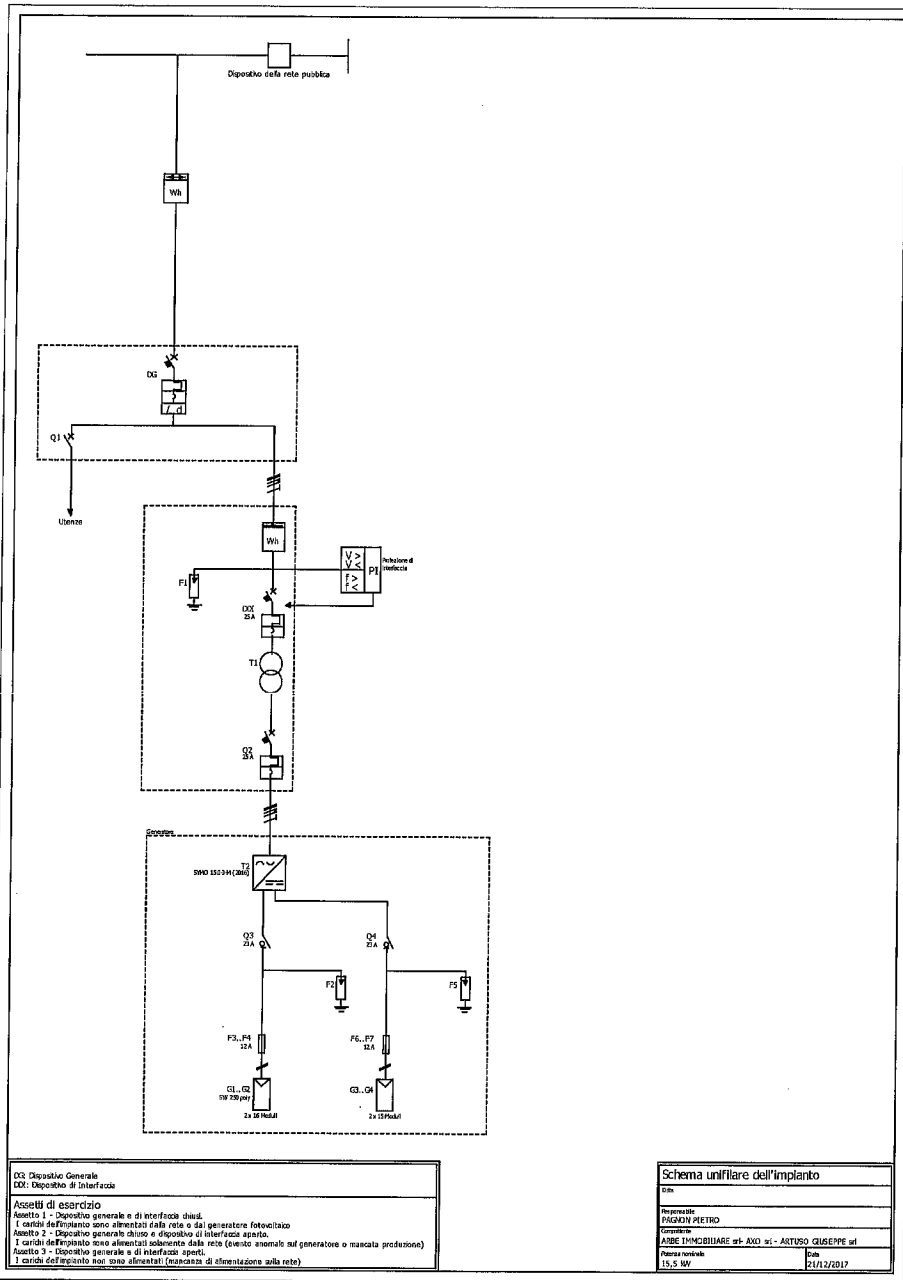 Dispositivo della rete pubblica
Wh
DG
Q1
Utenze
Wh
V >
V <
f >
f <
PI
Protezione di
interfaccia
F1
DDI
25 A
T1
Q2
25 A
Generatore
T2
SYMO 15.0-3-M (2016)
Q3
23 A
Q4
23 A
F2
F5
F3..F4
12 A
F6..F7
12 A
G1..G2
SW 250 poly
2 x 16 Moduli
G3..G4
2 x 15 Moduli
DG: Dispositivo Generale
DDI: Dispositivo di Interfaccia
Assetti di esercizio
Assetto 1 - Dispositivo generale e di interfaccia chiusi.
I carichi dell'impianto sono alimentati dalla rete o dal generatore fotovoltaico
Assetto 2 - Dispositivo generale chiuso e dispositivo di interfaccia aperto.
I carichi dell'impianto sono alimentati solamente dalla rete (evento anomalo sul generatore o mancata produzione)
Assetto 3 - Dispositivo generale e di interfaccia aperti.
I carichi dell'impianto non sono alimentati (mancanza di alimentazione sulla rete)
Schema unifilare dell'impianto
Ditta
Responsabile
PAGNON PIETRO
Committente
ARBE IMMOBILIARE srl- AXO srl - ARTUSO GIUSEPPE srl
Potenza nominale
15,5 kW
Data
21/12/2017